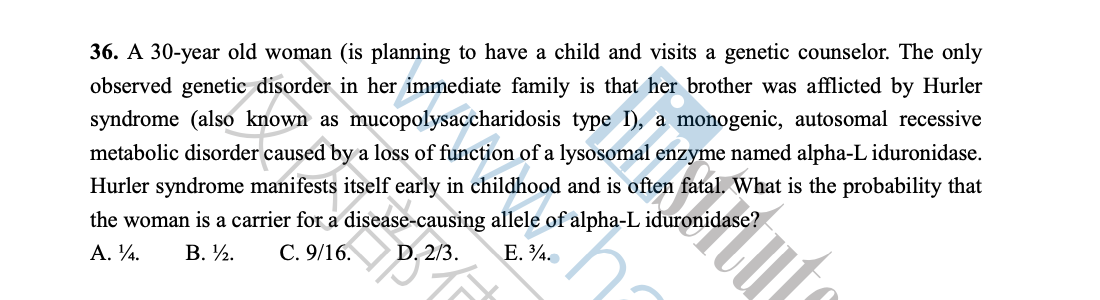 36. A 30-year old woman (is planning to have a child and visits a genetic counselor. The only
observed genetic disorder in her immediate family is that her brother was afflicted by Hurler
syndrome (also known as mucopolysaccharidosis type I), a monogenic, autosomal recessive
metabolic disorder caused by a loss of function of a lysosomal enzyme named alpha-L iduronidase.
Hurler syndrome manifests itself early in childhood and is often fatal. What is the probability that
the woman is a carrier for a disease-causing allele of alpha-L iduronidase?
A. ¼. B. ½. C. 9/16. D. 2/3. E. ¾.